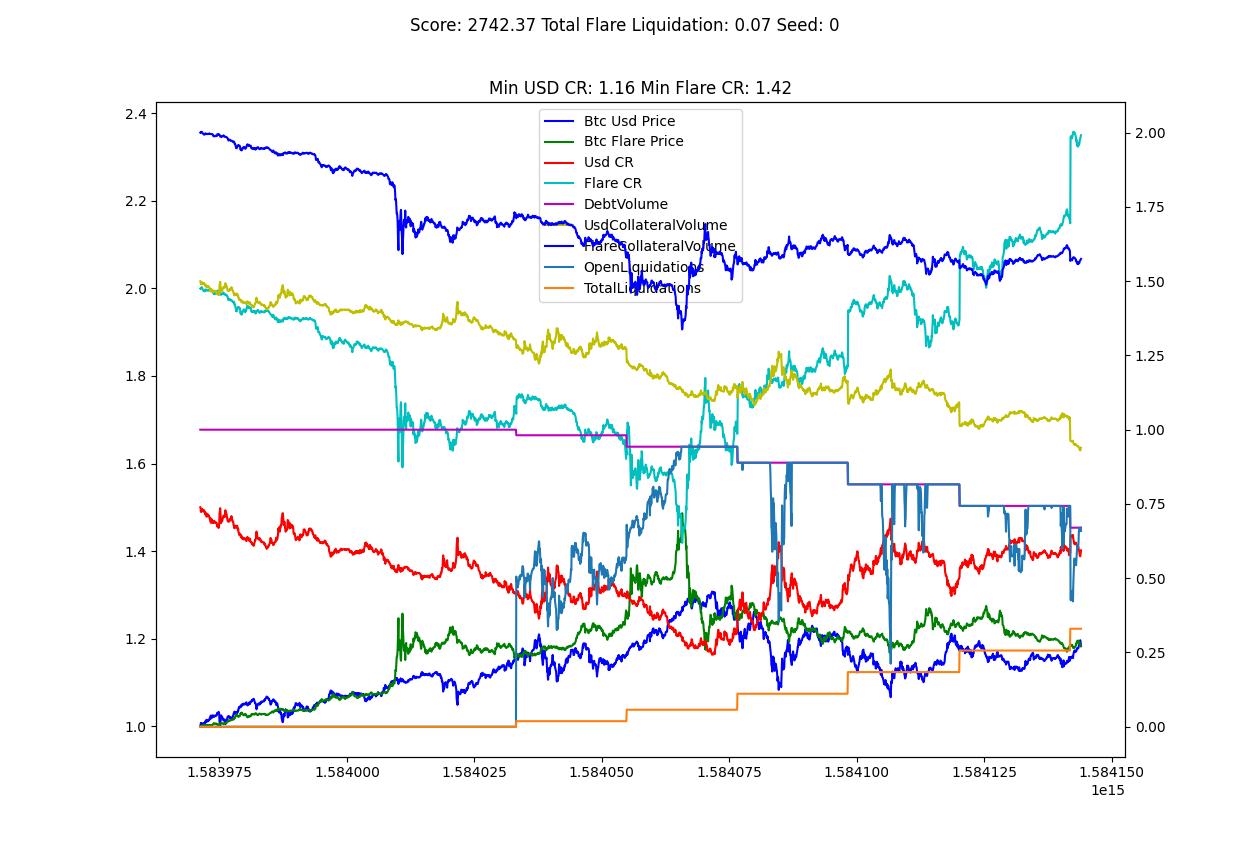 Score: 2742.37 Total Flare Liquidation: 0.07 Seed: 0
Min USD CR: 1.16 Min Flare CR: 1.42
2.4
2.2
2.0
1.8
1.6
1.4
1.2
1.0
Btc Usd Price
Btc Flare Price
Usd CR
Flare CR
DebtVolume
UsdCollateralVolume
FlareCollateralVolume
OpenLiquidations
TotalLiquidations
2.00
1.75
1.50
1.25
1.00
0.75
0.50
0.25
0.00
1.583975 1.584000 1.584025 1.584050 1.584075 1.584100 1.584125 1.584150
1e15